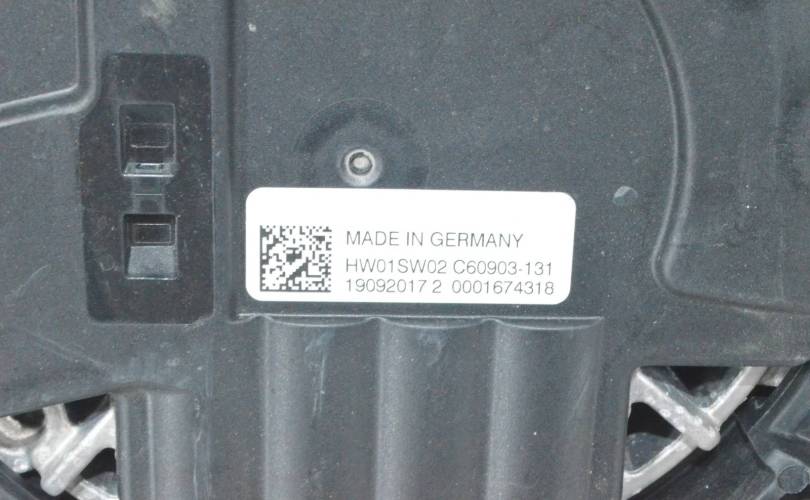 MADE IN GERMANY
HW01SW02 C60903-131
19092017 2 0001674318